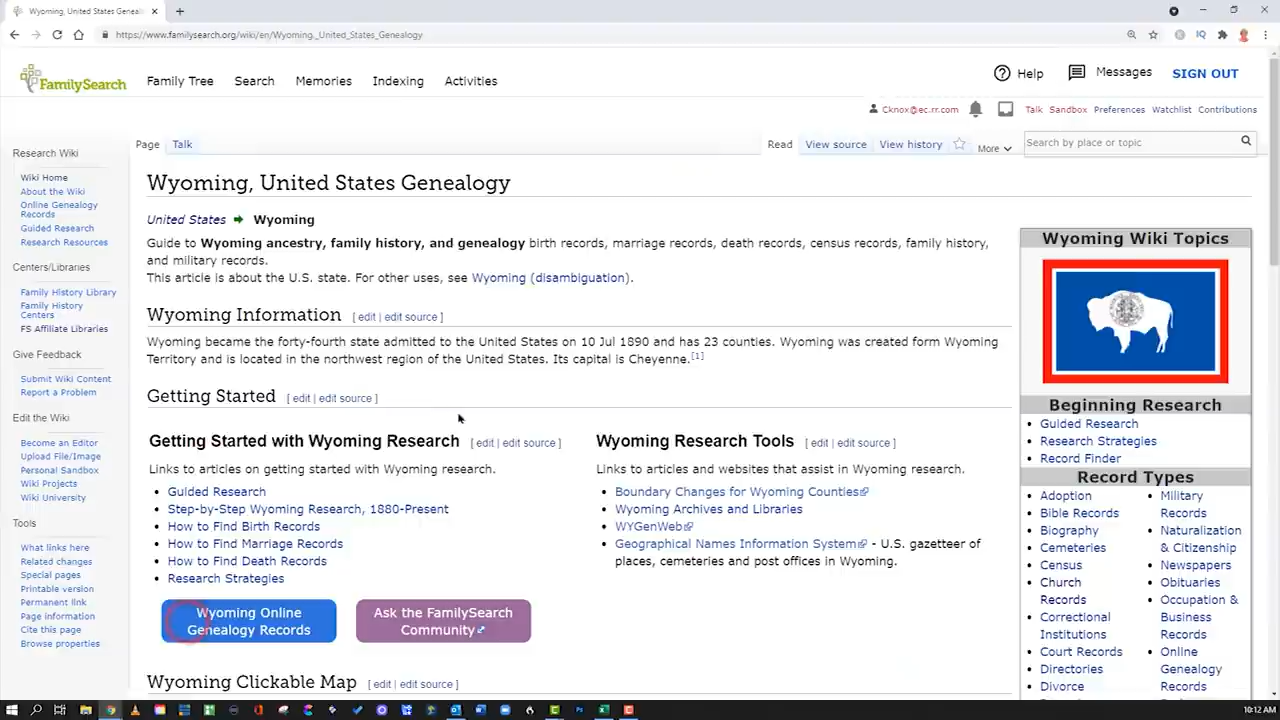 Wyoming, United States Genea
https://www.familysearch.org/wiki/en/Wyoming,_United_States_Genealogy
FamilySearch
Family Tree
Search
Memories
Indexing
Activities
Help
Messages
SIGN OUT
Cknox@ec.rr.com
Talk
Sandbox
Preferences
Watchlist
Contributions
Page
Talk
Read
View source
View history
More
Search by place or topic
Research Wiki
Wiki Home
About the Wiki
Online Genealogy
Records
Guided Research
Research Resources
Centers/Libraries
Family History Library
Family History
Centers
FS Affiliate Libraries
Give Feedback
Submit Wiki Content
Report a Problem
Edit the Wiki
Become an Editor
Upload File/Image
Personal Sandbox
Wiki Projects
Wiki University
Tools
What links here
Related changes
Special pages
Printable version
Permanent link
Page information
Cite this page
Browse properties
Wyoming, United States Genealogy
United States Wyoming
Guide to Wyoming ancestry, family history, and genealogy birth records, marriage records, death records, census records, family history,
and military records.
This article is about the U.S. state. For other uses, see Wyoming (disambiguation).
Wyoming Information [ edit | edit source ]
Wyoming became the forty-fourth state admitted to the United States on 10 Jul 1890 and has 23 counties. Wyoming was created form Wyoming
Territory and is located in the northwest region of the United States. Its capital is Cheyenne.[1]
Getting Started [ edit | edit source ]
Getting Started with Wyoming Research [ edit | edit source ]
Links to articles on getting started with Wyoming research.
• Guided Research
• Step-by-Step Wyoming Research, 1880-Present
• How to Find Birth Records
• How to Find Marriage Records
• How to Find Death Records
• Research Strategies
Wyoming Online
Genealogy Records
Ask the FamilySearch
Community
Wyoming Research Tools [ edit | edit source ]
Links to articles and websites that assist in Wyoming research.
• Boundary Changes for Wyoming Counties
• Wyoming Archives and Libraries
• WYGenWeb
• Geographical Names Information System - U.S. gazetteer of
places, cemeteries and post offices in Wyoming.
Wyoming Clickable Map [ edit | edit source ]
Wyoming Wiki Topics
Beginning Research
• Guided Research
• Research Strategies
• Record Finder
Record Types
• Adoption
• Bible Records
• Biography
• Cemeteries
• Census
• Church
Records
• Correctional
Institutions
• Court Records
• Directories
• Divorce
• Military
Records
• Naturalization
& Citizenship
• Newspapers
• Obituaries
• Occupation &
Business
Records
• Online
Genealogy
Records
10:12 AM